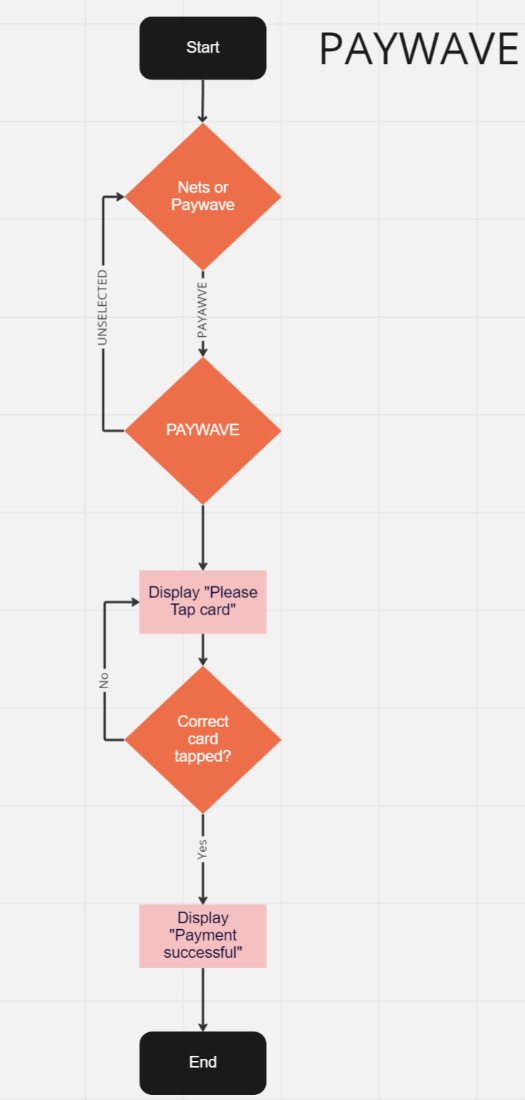 Start
PAYWAVE
Nets or
Paywave
UNSELECTED
PAYAWVE
PAYWAVE
Display "Please
Tap card"
No
Correct
card
tapped?
Yes
Display
"Payment
successful"
End